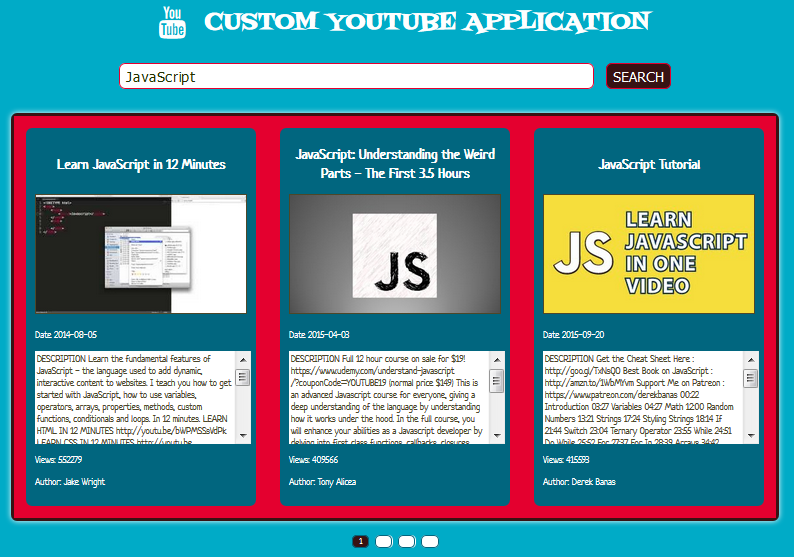 You
Tube
CUSTOM YOUTUBE APPLICATION
JavaScript
SEARCH
Learn JavaScript in 12 Minutes
Date: 2014-08-05
DESCRIPTION Learn the fundamental features of
JavaScript - the language used to add dynamic,
interactive content to websites. I teach you how to get
started with JavaScript, how to use variables,
operators, arrays, properties, methods, custom
functions, conditionals and loops. In 12 minutes. LEARN
HTML IN 12 MINUTES http://youtu.be/bWPMSSsVdPk
LEARN CSS IN 12 MINUTES http://youtu.be
Views: 552279
Author: Jake Wright
JavaScript: Understanding the Weird
Parts - The First 3.5 Hours
JS
Date: 2015-04-03
DESCRIPTION Full 12 hour course on sale for $19!
https://www.udemy.com/understand-javascript
/?couponCode=YOUTUBE19 (normal price $149) This is
an advanced Javascript course for everyone, giving a
deep understanding of the language by understanding
how it works under the hood. In the full course, you
will enhance your abilities as a Javascript developer by
delving into first class functions, callbacks, closures
Views: 409566
Author: Tony Alicea
JavaScript Tutorial
JS
LEARN
JAVASCRIPT
IN ONE
VIDEO
Date: 2015-09-20
DESCRIPTION Get the Cheat Sheet Here :
http://goo.gl/TxNsQ0 Best Book on JavaScript :
http://amzn.to/1WbMYvm Support Me on Patreon :
https://www.patreon.com/derekbanas 00:22
Introduction 03:27 Variables 04:27 Math 12:00 Random
Numbers 13:21 Strings 17:24 Styling Strings 18:14 If
21:44 Switch 23:04 Ternary Operator 23:55 While 24:51
Do While 25:52 For 27:37 For In 28:39 Arrays 34:42
Views: 415593
Author: Derek Banas
1